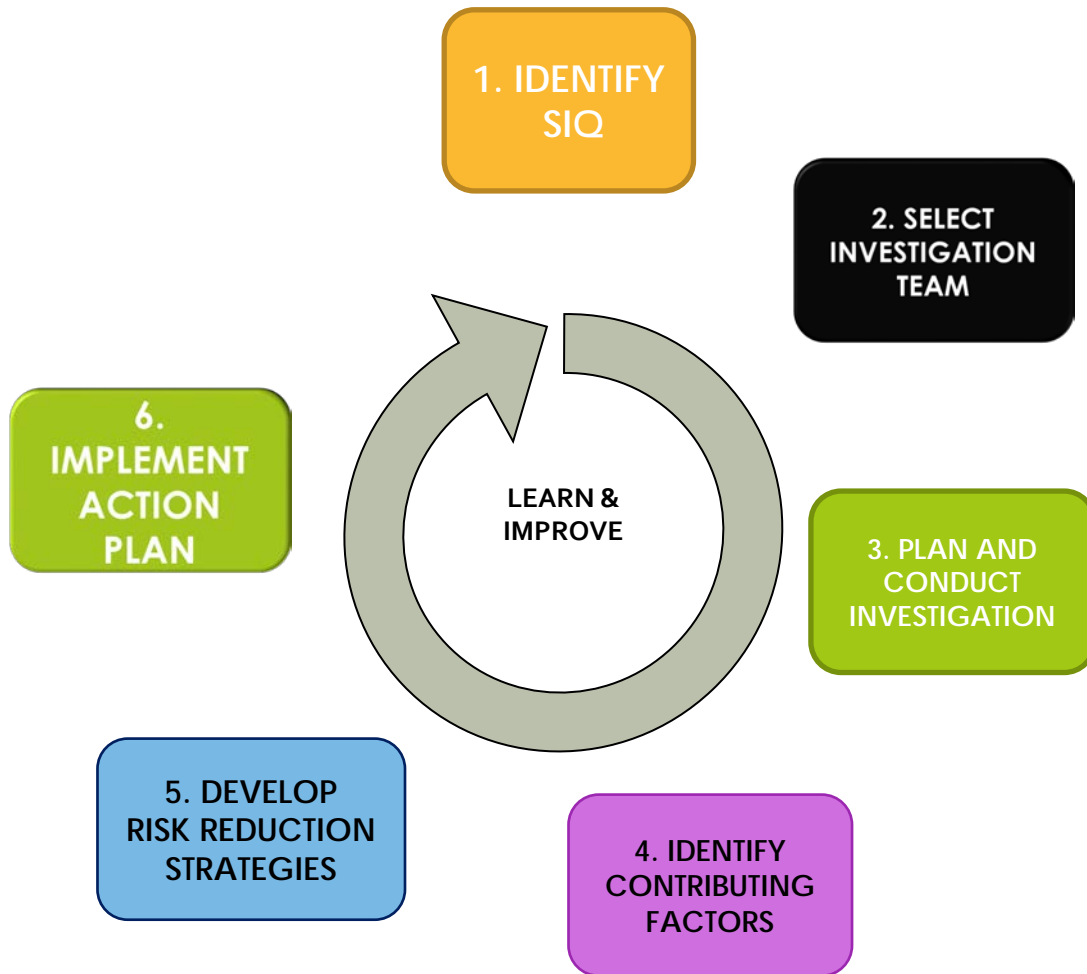 1. IDENTIFY
SIQ
2. SELECT
INVESTIGATION
TEAM
3. PLAN AND
CONDUCT
INVESTIGATION
4. IDENTIFY
CONTRIBUTING
FACTORS
5. DEVELOP
RISK REDUCTION
STRATEGIES
6.
IMPLEMENT
ACTION
PLAN
LEARN &
IMPROVE